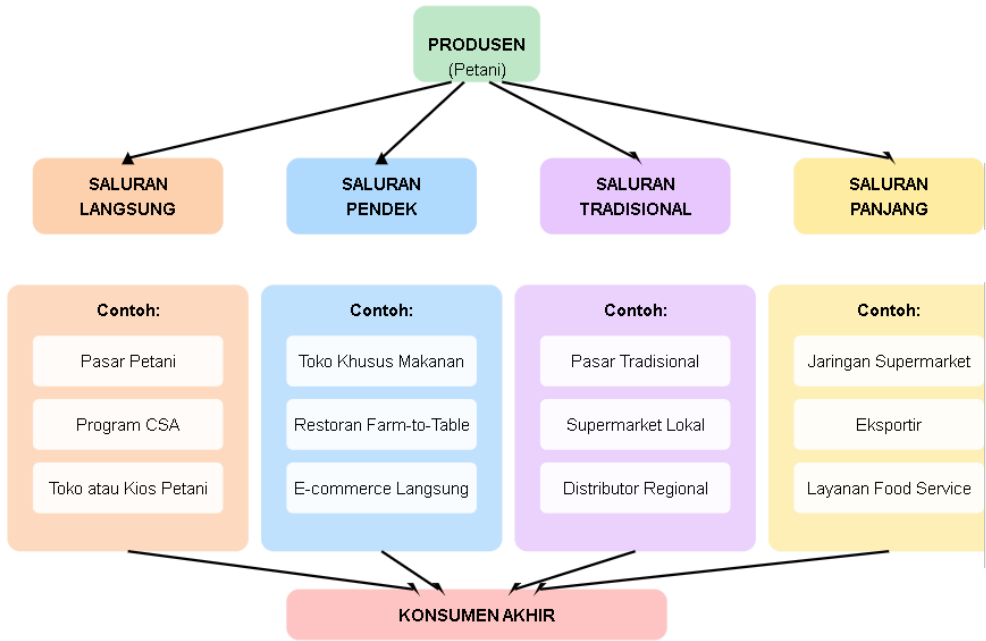 PRODUSEN
(Petani)
SALURAN
LANGSUNG
SALURAN
PENDEK
SALURAN
TRADISIONAL
SALURAN
PANJANG
Contoh:
Pasar Petani
Program CSA
Toko atau Kios Petani
Contoh:
Toko Khusus Makanan
Restoran Farm-to-Table
E-commerce Langsung
Contoh:
Pasar Tradisional
Supermarket Lokal
Distributor Regional
Contoh:
Jaringan Supermarket
Eksportir
Layanan Food Service
KONSUMEN AKHIR